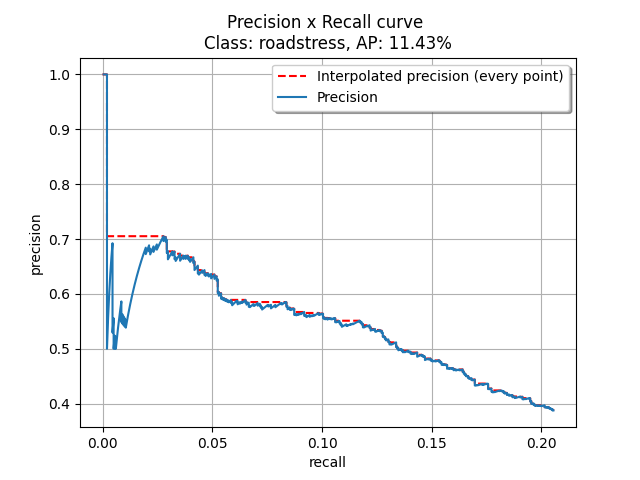 Precision x Recall curve
Class: roadstress, AP: 11.43%
Interpolated precision (every point)
Precision
1.0
0.9
0.8
0.7
0.6
0.5
0.4
precision
0.00 0.05 0.10 0.15 0.20
recall